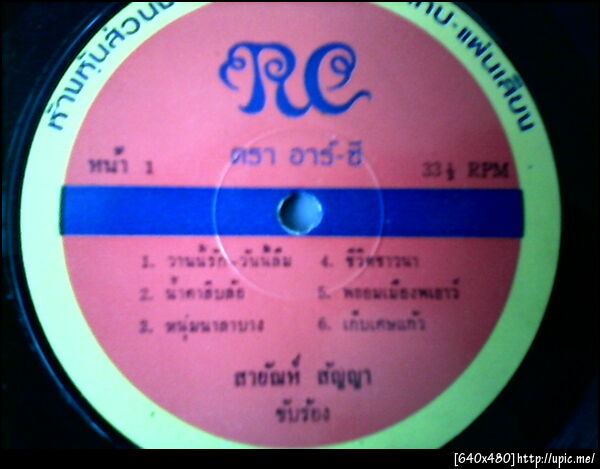 ห้างหุ้นส่วน
แผ่นเสียง
RC
ตรา อาร์-ซี
หน้า 1
33⅓ RPM
1. วานนี้รัก-วันนี้ลืม
2. น้ำตาสีบลัย
3. หนุ่มนาลาบาง
4. ชีวิตชาวนา
5. พยอมเมืองพเยาว์
6. เก็บเศษแก้ว
สายัณห์ สัญญา
ขับร้อง
[640x480]http://upic.me/